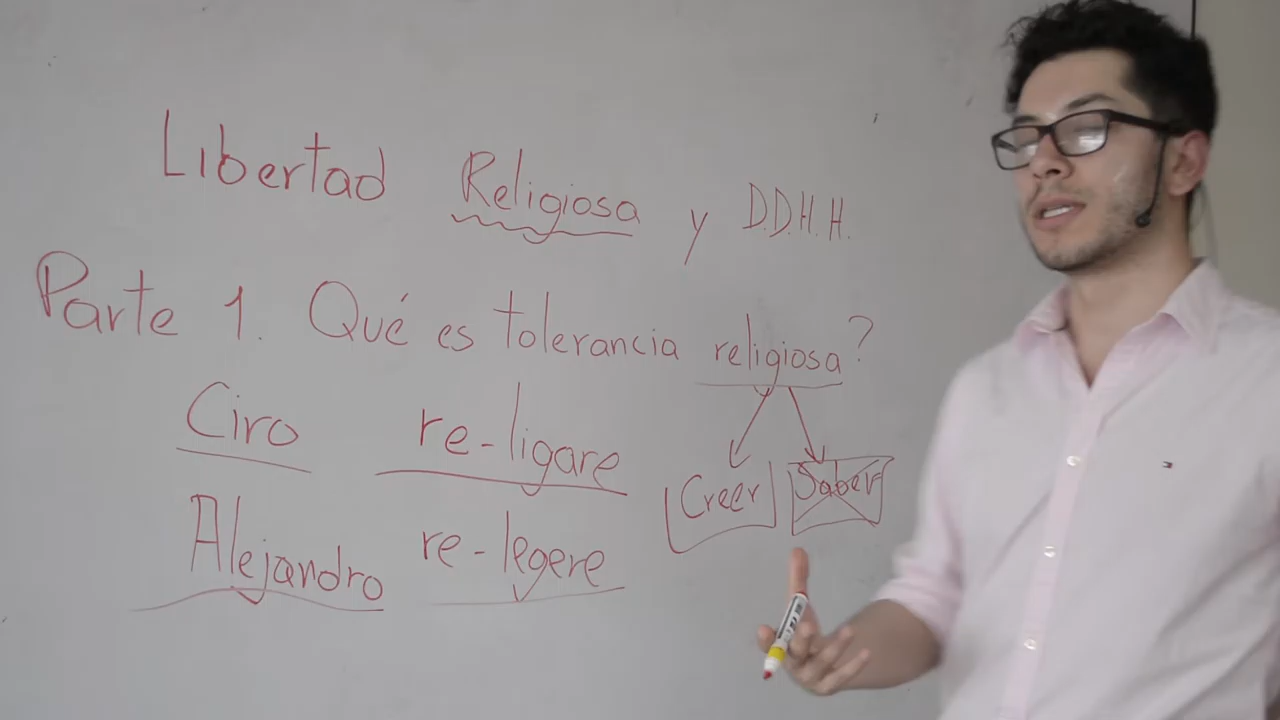 Libertad Religiosa y D.D.H.H.
Parte 1. Qué es tolerancia religiosa?
Ciro re-ligare
Creer Saber
Alejandro re-legere